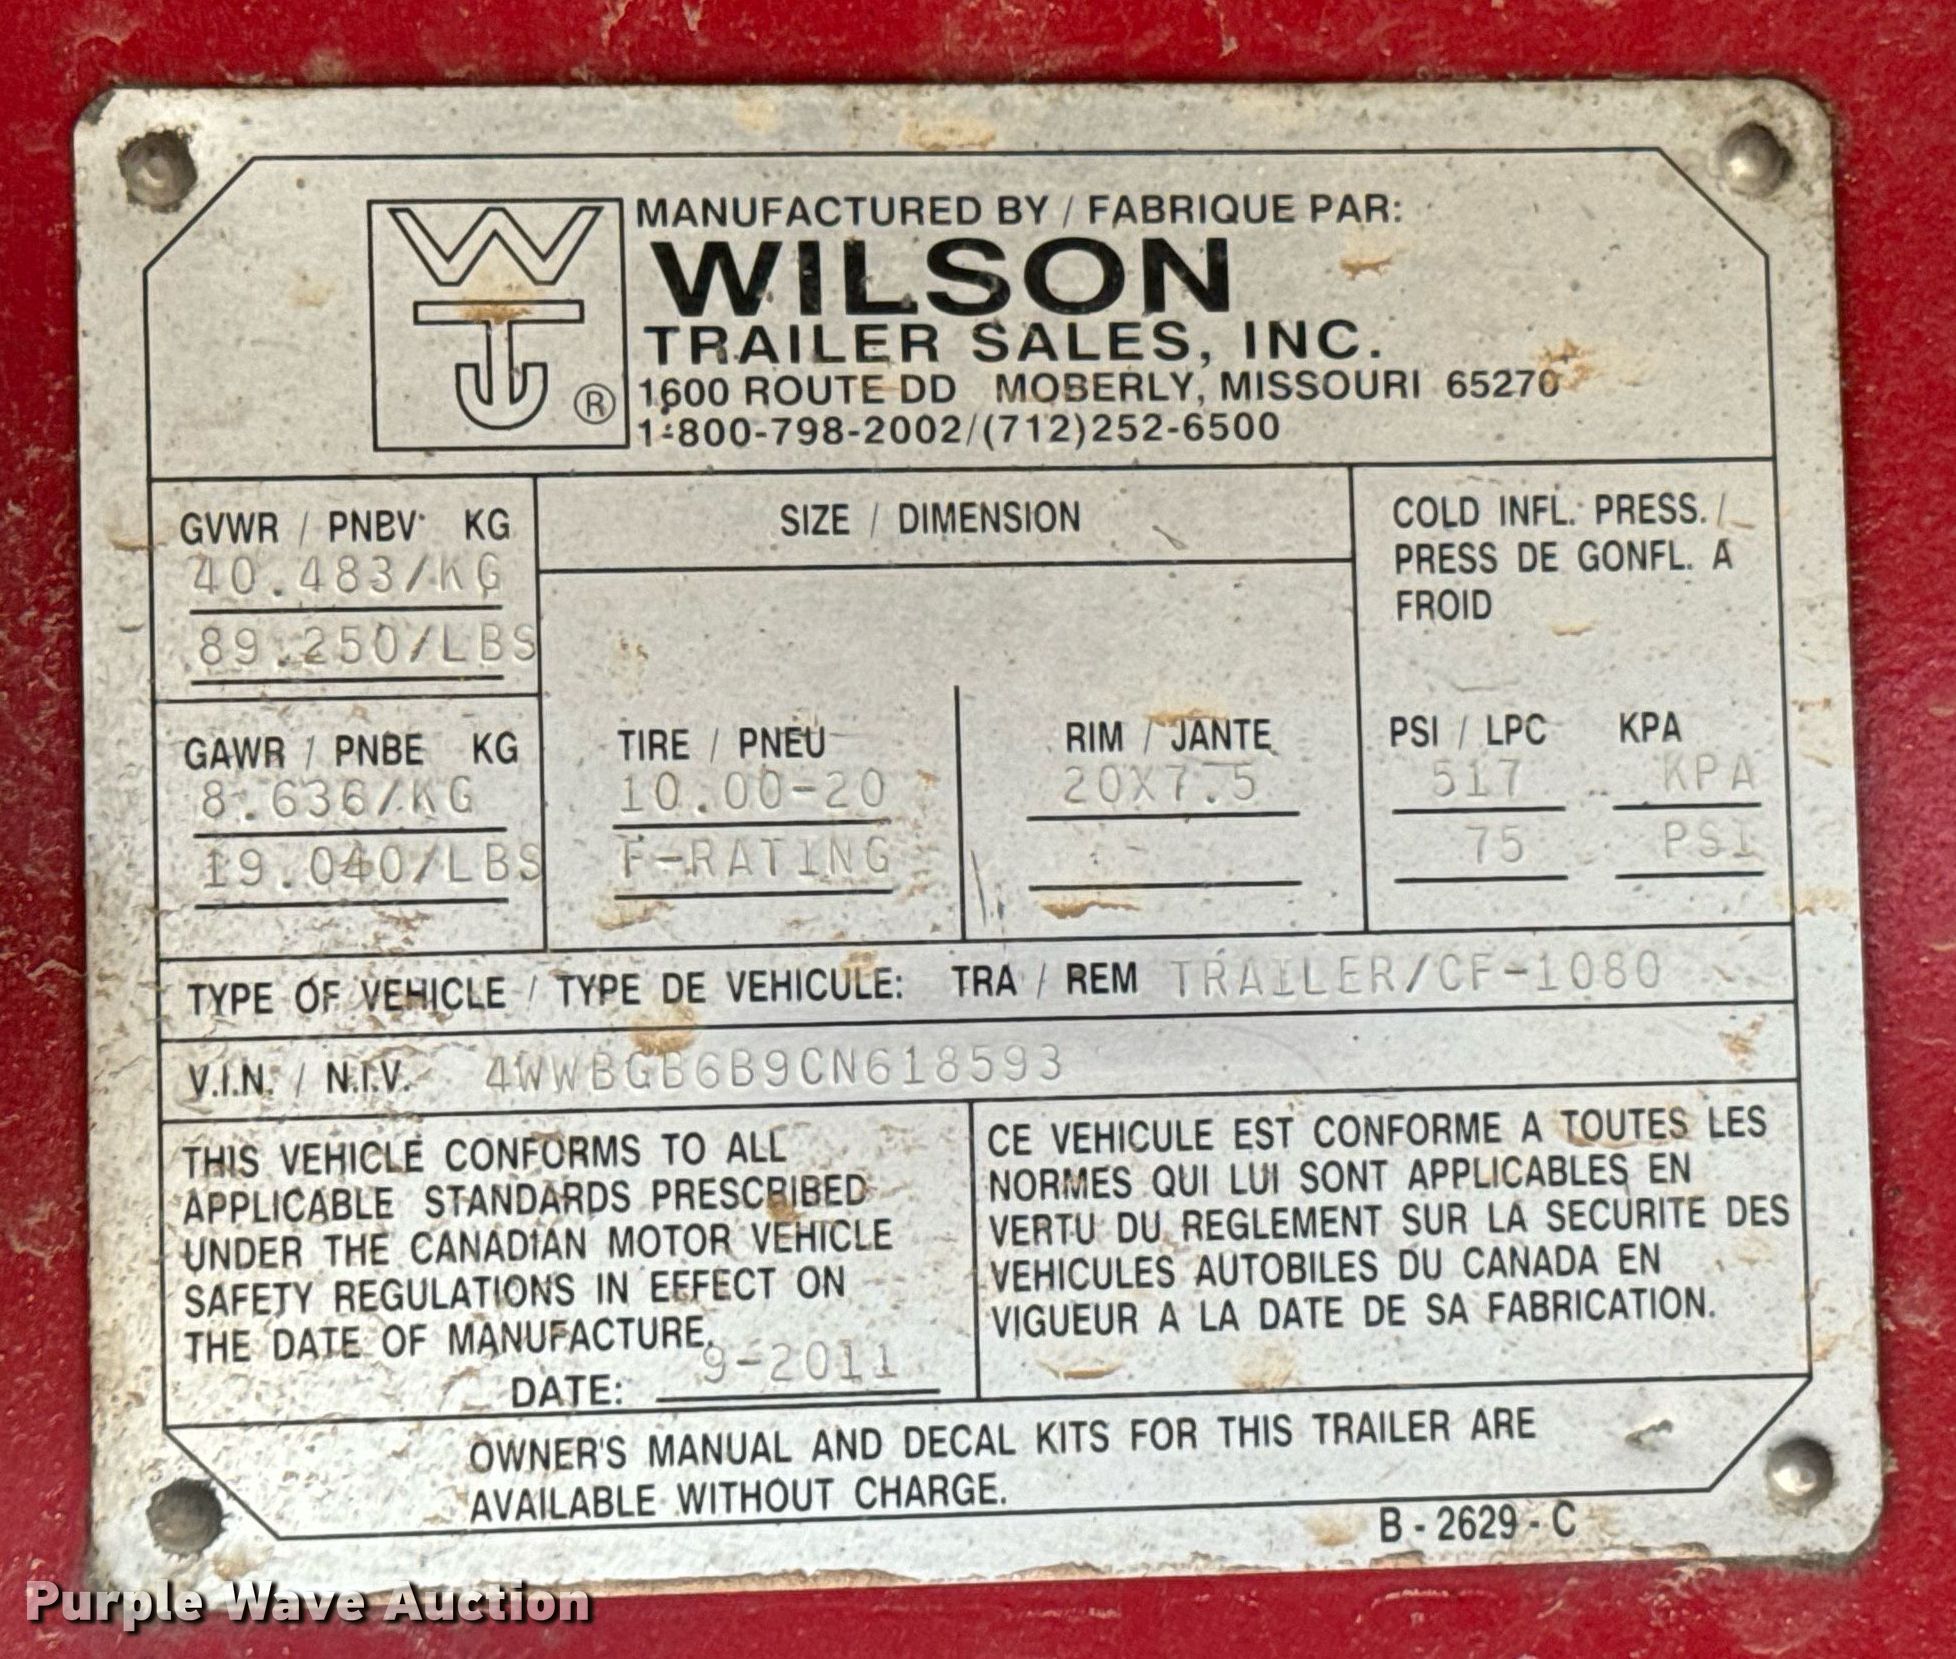 MANUFACTURED BY / FABRIQUE PAR:
WILSON
TRAILER SALES, INC.
1600 ROUTE DD MOBERLY, MISSOURI 65270
1-800-798-2002/(712)252-6500
WTJ ®
GVWR / PNBV KG
40.483/KG
89.250/LBS
SIZE / DIMENSION
COLD INFL. PRESS. /
PRESS DE GONFL. A
FROID
GAWR / PNBE KG
8.636/KG
19.040/LBS
TIRE / PNEU
10.00-20
F-RATING
RIM / JANTE
20X7.5
PSI / LPC KPA
517 KPA
75 PSI
TYPE OF VEHICLE / TYPE DE VEHICULE: TRA / REM TRAILER/CF-1080
V.I.N. / N.I.V. 4WWBGB6B9CN618593
THIS VEHICLE CONFORMS TO ALL
APPLICABLE STANDARDS PRESCRIBED
UNDER THE CANADIAN MOTOR VEHICLE
SAFETY REGULATIONS IN EFFECT ON
THE DATE OF MANUFACTURE.
DATE: 9-2011
CE VEHICULE EST CONFORME A TOUTES LES
NORMES QUI LUI SONT APPLICABLES EN
VERTU DU REGLEMENT SUR LA SECURITE DES
VEHICULES AUTOBILES DU CANADA EN
VIGUEUR A LA DATE DE SA FABRICATION.
OWNER'S MANUAL AND DECAL KITS FOR THIS TRAILER ARE
AVAILABLE WITHOUT CHARGE.
B - 2629 - C
Purple Wave Auction